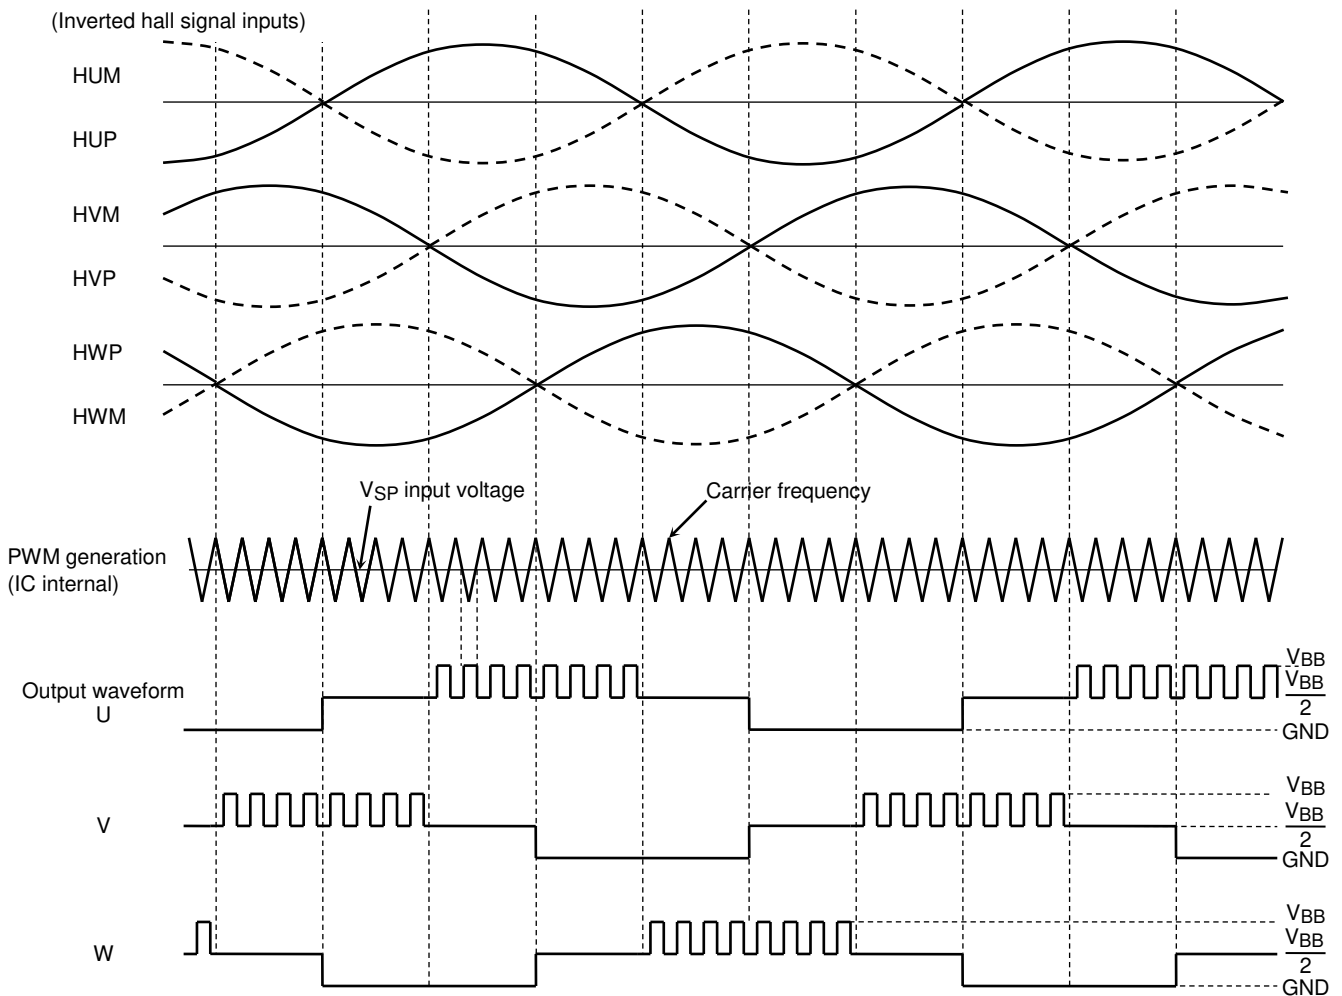 (Inverted hall signal inputs)
HUM
HUP
HVM
HVP
HWP
HWM
VSP input voltage
Carrier frequency
PWM generation
(IC internal)
Output waveform
U
VBB
VBB
2
GND
V
VBB
VBB
2
GND
W
VBB
VBB
2
GND